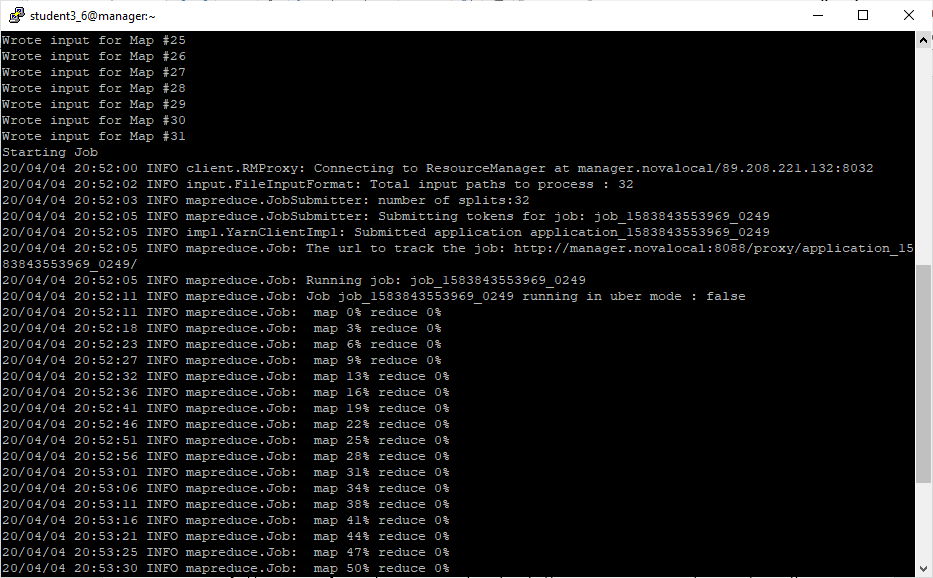 student3_6@manager:~
Wrote input for Map #25
Wrote input for Map #26
Wrote input for Map #27
Wrote input for Map #28
Wrote input for Map #29
Wrote input for Map #30
Wrote input for Map #31
Starting Job
20/04/04 20:52:00 INFO client.RMProxy: Connecting to ResourceManager at manager.novalocal/89.208.221.132:8032
20/04/04 20:52:02 INFO input.FileInputFormat: Total input paths to process : 32
20/04/04 20:52:03 INFO mapreduce.JobSubmitter: number of splits:32
20/04/04 20:52:05 INFO mapreduce.JobSubmitter: Submitting tokens for job: job_1583843553969_0249
20/04/04 20:52:05 INFO impl.YarnClientImpl: Submitted application application_1583843553969_0249
20/04/04 20:52:05 INFO mapreduce.Job: The url to track the job: http://manager.novalocal:8088/proxy/application_15
83843553969_0249/
20/04/04 20:52:05 INFO mapreduce.Job: Running job: job_1583843553969_0249
20/04/04 20:52:11 INFO mapreduce.Job: Job job_1583843553969_0249 running in uber mode : false
20/04/04 20:52:11 INFO mapreduce.Job:  map 0% reduce 0%
20/04/04 20:52:18 INFO mapreduce.Job:  map 3% reduce 0%
20/04/04 20:52:23 INFO mapreduce.Job:  map 6% reduce 0%
20/04/04 20:52:27 INFO mapreduce.Job:  map 9% reduce 0%
20/04/04 20:52:32 INFO mapreduce.Job:  map 13% reduce 0%
20/04/04 20:52:36 INFO mapreduce.Job:  map 16% reduce 0%
20/04/04 20:52:41 INFO mapreduce.Job:  map 19% reduce 0%
20/04/04 20:52:46 INFO mapreduce.Job:  map 22% reduce 0%
20/04/04 20:52:51 INFO mapreduce.Job:  map 25% reduce 0%
20/04/04 20:52:56 INFO mapreduce.Job:  map 28% reduce 0%
20/04/04 20:53:01 INFO mapreduce.Job:  map 31% reduce 0%
20/04/04 20:53:06 INFO mapreduce.Job:  map 34% reduce 0%
20/04/04 20:53:11 INFO mapreduce.Job:  map 38% reduce 0%
20/04/04 20:53:16 INFO mapreduce.Job:  map 41% reduce 0%
20/04/04 20:53:21 INFO mapreduce.Job:  map 44% reduce 0%
20/04/04 20:53:25 INFO mapreduce.Job:  map 47% reduce 0%
20/04/04 20:53:30 INFO mapreduce.Job:  map 50% reduce 0%